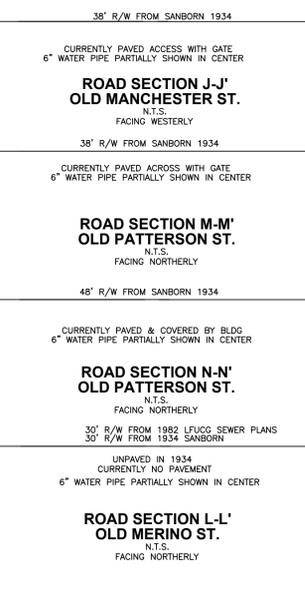 38' R/W FROM SANBORN 1934
CURRENTLY PAVED ACCESS WITH GATE
6" WATER PIPE PARTIALLY SHOWN IN CENTER
ROAD SECTION J-J'
OLD MANCHESTER ST.
N.T.S.
FACING WESTERLY
38' R/W FROM SANBORN 1934
CURRENTLY PAVED ACROSS WITH GATE
6" WATER PIPE PARTIALLY SHOWN IN CENTER
ROAD SECTION M-M'
OLD PATTERSON ST.
N.T.S.
FACING NORTHERLY
48' R/W FROM SANBORN 1934
CURRENTLY PAVED & COVERED BY BLDG
6" WATER PIPE PARTIALLY SHOWN IN CENTER
ROAD SECTION N-N'
OLD PATTERSON ST.
N.T.S.
FACING NORTHERLY
30' R/W FROM 1982 LFUCG SEWER PLANS
30' R/W FROM 1934 SANBORN
UNPAVED IN 1934
CURRENTLY NO PAVEMENT
6" WATER PIPE PARTIALLY SHOWN IN CENTER
ROAD SECTION L-L'
OLD MERINO ST.
N.T.S.
FACING NORTHERLY